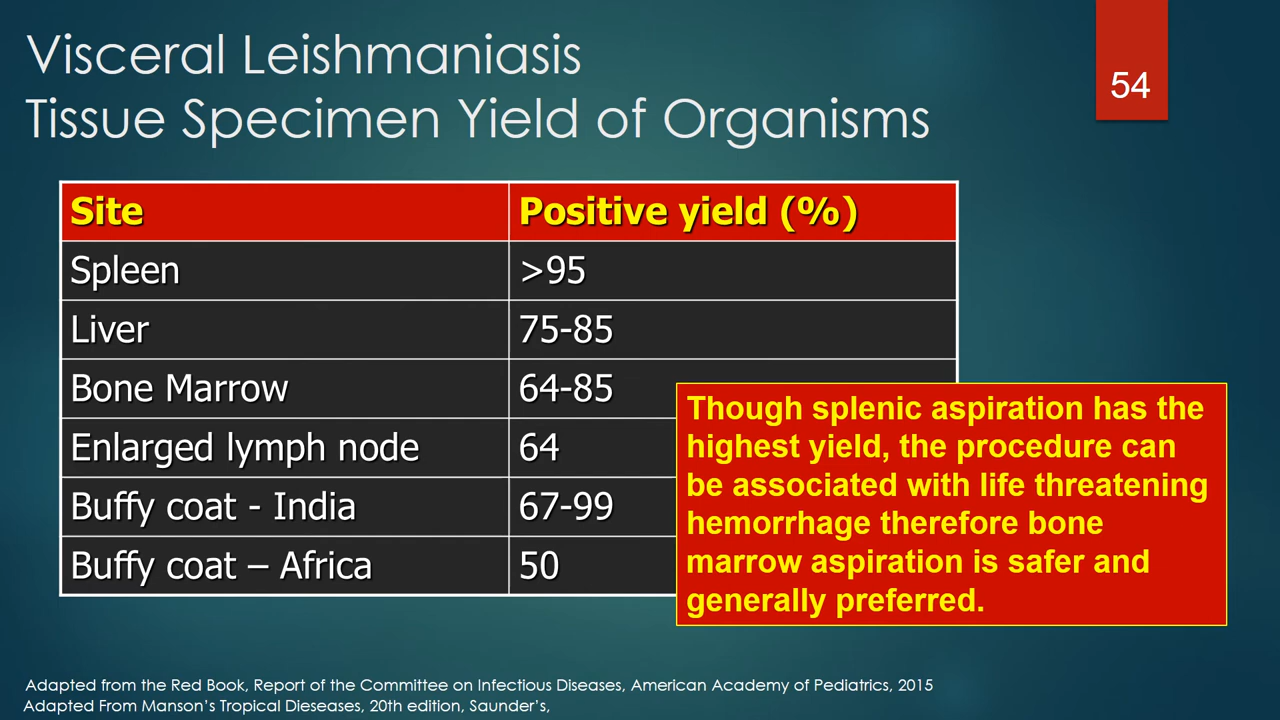 Visceral Leishmaniasis
Tissue Specimen Yield of Organisms
54
Site Positive yield (%)
Spleen >95
Liver 75-85
Bone Marrow 64-85
Enlarged lymph node 64
Buffy coat - India 67-99
Buffy coat – Africa 50
Though splenic aspiration has the
highest yield, the procedure can
be associated with life threatening
hemorrhage therefore bone
marrow aspiration is safer and
generally preferred.
Adapted from the Red Book, Report of the Committee on Infectious Diseases, American Academy of Pediatrics, 2015
Adapted From Manson's Tropical Dieseases, 20th edition, Saunder's,